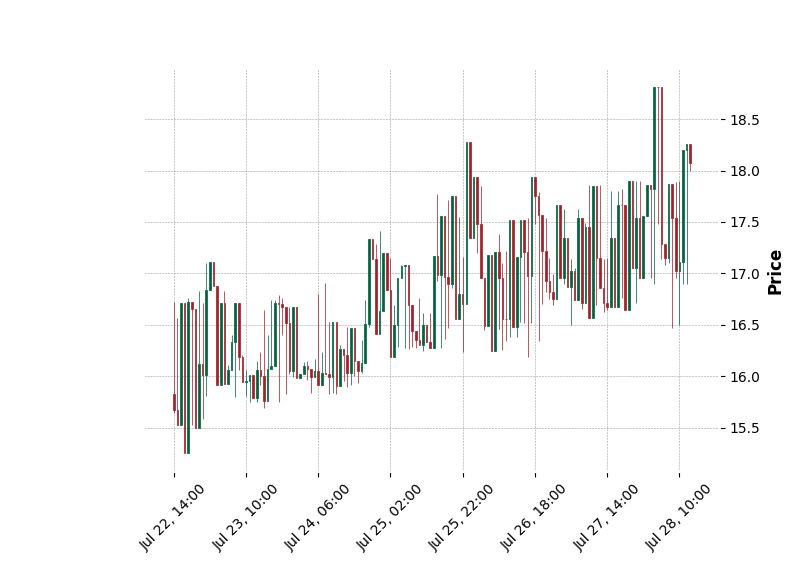 18.5
18.0
17.5
17.0
16.5
16.0
15.5
Price
Jul 22, 14:00
Jul 23, 10:00
Jul 24, 06:00
Jul 25, 02:00
Jul 25, 22:00
Jul 26, 18:00
Jul 27, 14:00
Jul 28, 10:00